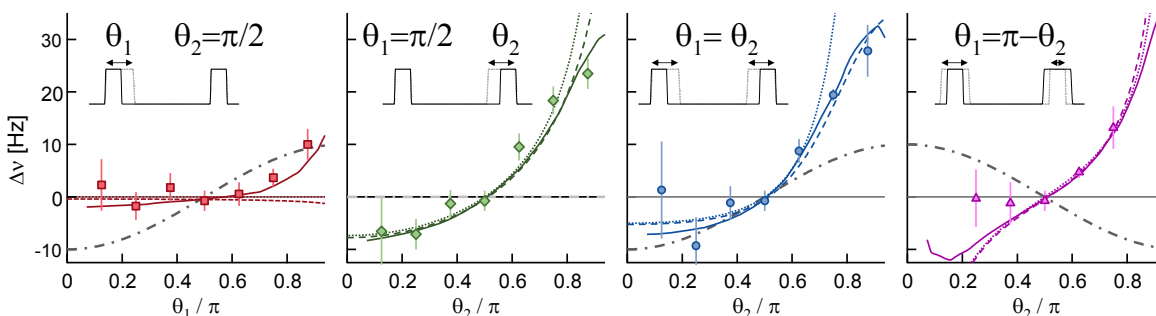 θ₁ θ₂=π/2
θ₁=π/2 θ₂
θ₁= θ₂
θ₁=π−θ₂
Δν [Hz]
30
20
10
0
-10
0 0.2 0.4 0.6 0.8
θ₁ / π
0 0.2 0.4 0.6 0.8
θ₂ / π
0 0.2 0.4 0.6 0.8
θ₂ / π
0 0.2 0.4 0.6 0.8
θ₂ / π